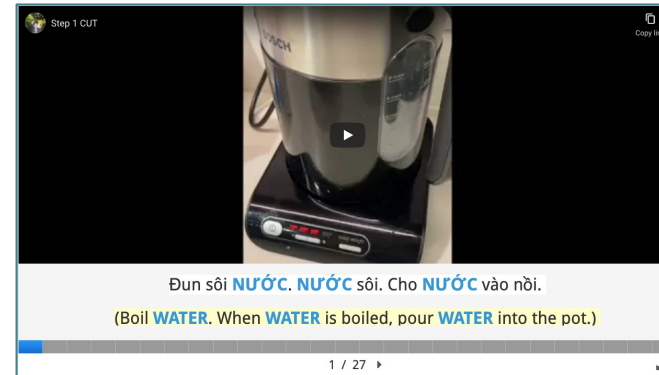 Step 1 CUT
Copy lin
BOSCH
Đun sôi NƯỚC. NƯỚC sôi. Cho NƯỚC vào nồi.
(Boil WATER. When WATER is boiled, pour WATER into the pot.)
1 / 27